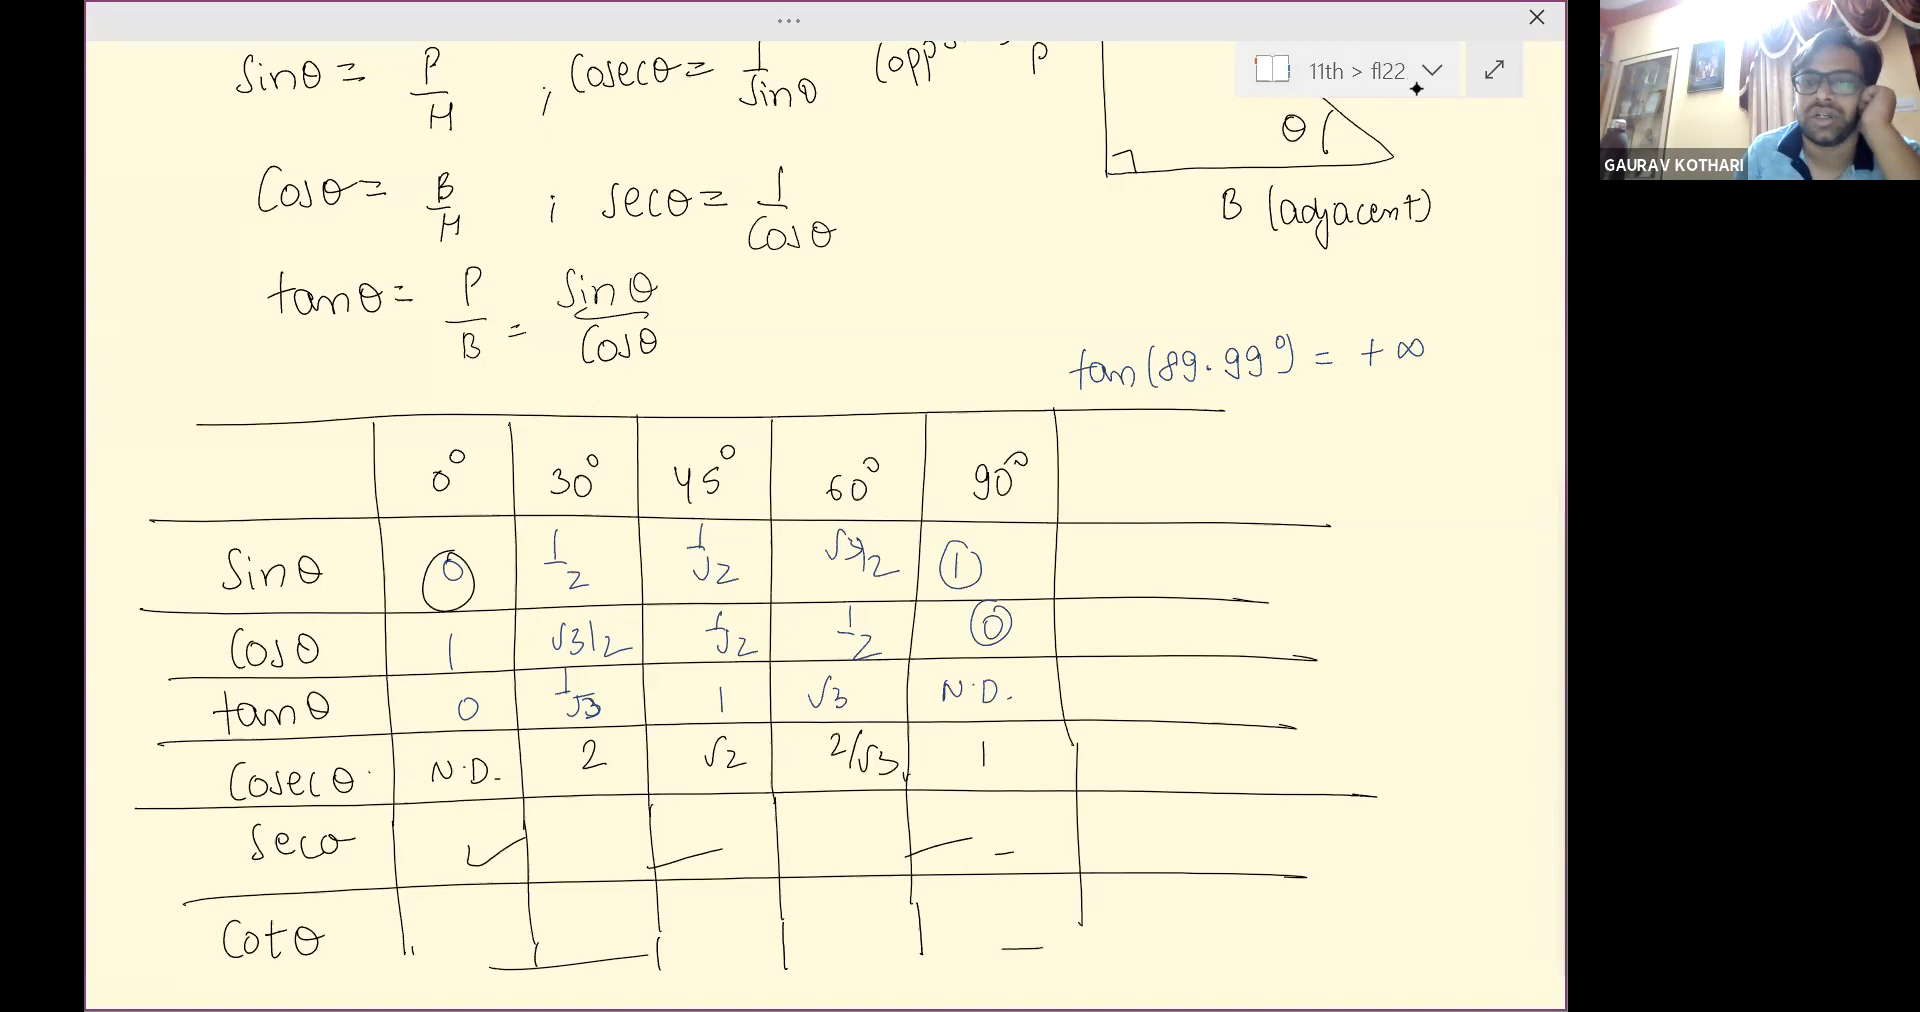 sinθ = P/H ; cosecθ = 1/sinθ (opp P
11th > fl22
θ
GAURAV KOTHARI
cosθ = B/H ; secθ = 1/cosθ
B (adjacent)
tanθ = P/B = sinθ/cosθ
tan(89.99°) = +∞
0° 30° 45° 60° 90°
sinθ 0 1/2 1/√2 √3/2 1
cosθ 1 √3/2 1/√2 1/2 0
tanθ 0 1/√3 1 √3 N.D.
cosecθ N.D. 2 √2 2/√3 1
secθ
cotθ